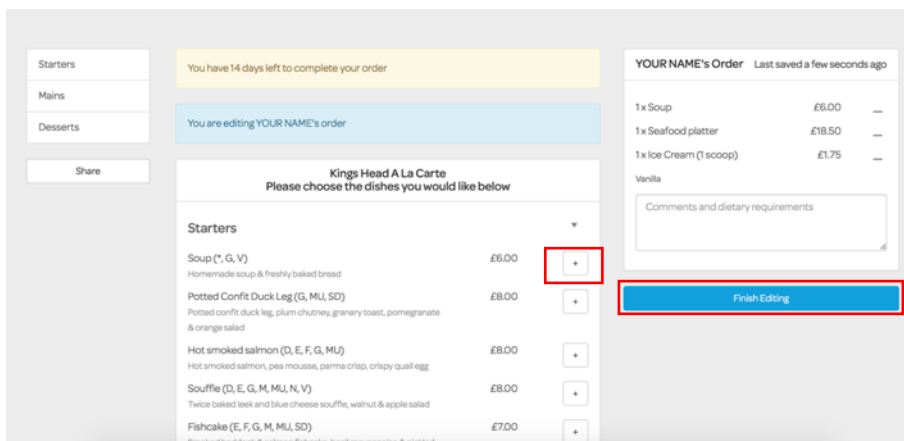 Starters
Mains
Desserts
Share
You have 14 days left to complete your order
You are editing YOUR NAME's order
Kings Head A La Carte
Please choose the dishes you would like below
Starters
Soup (*, G, V) £6.00 +
Homemade soup & freshly baked bread
Potted Confit Duck Leg (G, MU, SD) £8.00 +
Potted confit duck leg, plum chutney, granary toast, pomegranate
& orange salad
Hot smoked salmon (D, E, F, G, MU) £8.00 +
Hot smoked salmon, pea mousse, parma crisp, crispy quail egg
Souffle (D, E, G, M, MU, N, V) £8.00 +
Twice baked leek and blue cheese souffle, walnut & apple salad
Fishcake (E, F, G, M, MU, SD) £7.00 +
YOUR NAME's Order Last saved a few seconds ago
1 x Soup £6.00
1 x Seafood platter £18.50
1 x Ice Cream (1 scoop) £1.75
Vanilla
Comments and dietary requirements
Finish Editing